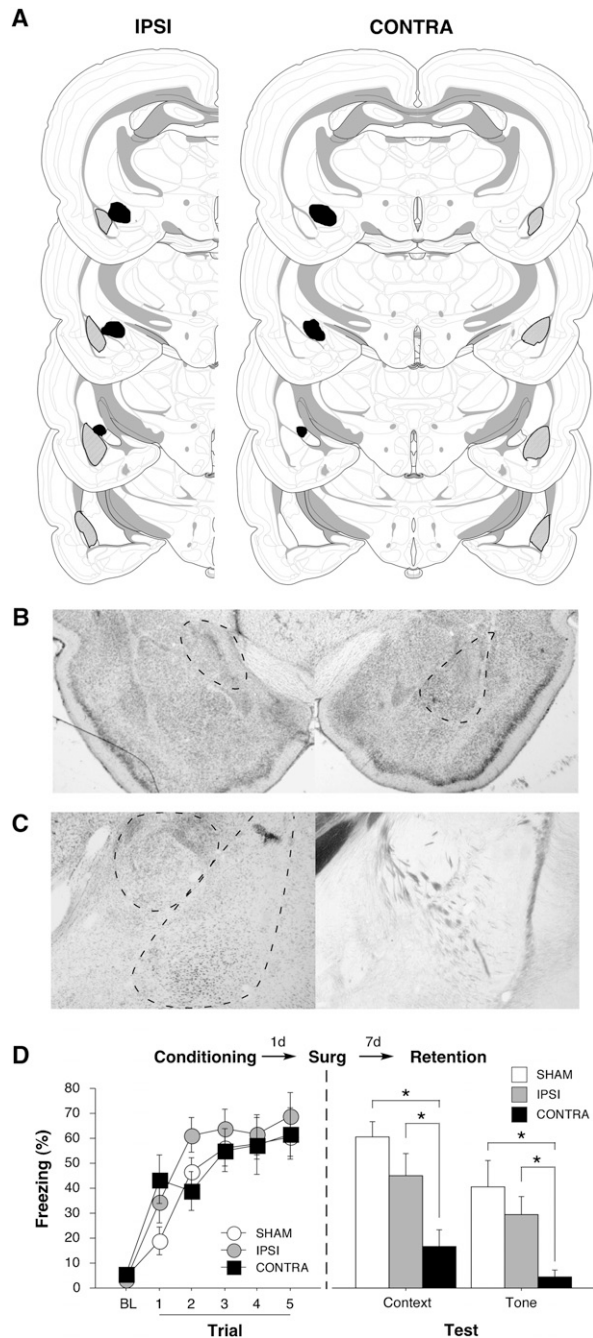 A
IPSI CONTRA
B
C
D
1d 7d
Conditioning Surg Retention
SHAM
IPSI
CONTRA
* * * *
80
70
60
50
40
30
20
10
0
Freezing (%)
SHAM
IPSI
CONTRA
BL 1 2 3 4 5
Trial
Context Tone
Test